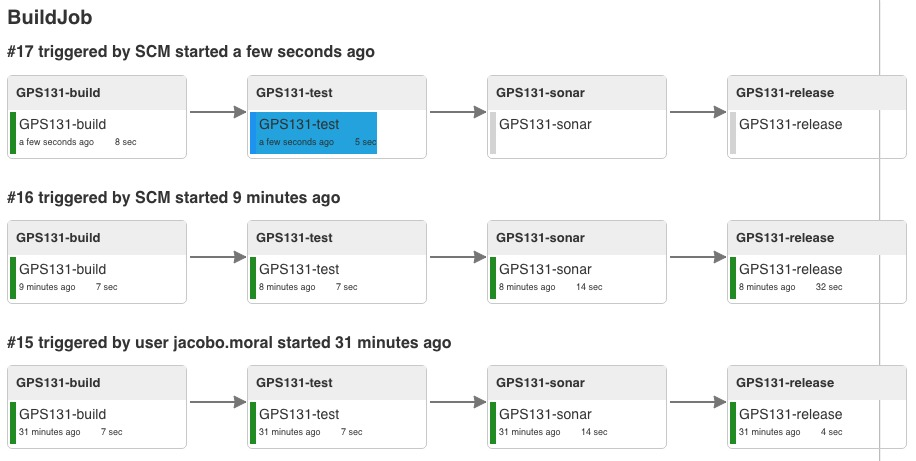 BuildJob
#17 triggered by SCM started a few seconds ago
GPS131-build GPS131-test GPS131-sonar GPS131-release
GPS131-build GPS131-test GPS131-sonar GPS131-release
a few seconds ago 8 sec a few seconds ago 5 sec
#16 triggered by SCM started 9 minutes ago
GPS131-build GPS131-test GPS131-sonar GPS131-release
GPS131-build GPS131-test GPS131-sonar GPS131-release
9 minutes ago 7 sec 8 minutes ago 7 sec 8 minutes ago 14 sec 8 minutes ago 32 sec
#15 triggered by user jacobo.moral started 31 minutes ago
GPS131-build GPS131-test GPS131-sonar GPS131-release
GPS131-build GPS131-test GPS131-sonar GPS131-release
31 minutes ago 7 sec 31 minutes ago 7 sec 31 minutes ago 14 sec 31 minutes ago 4 sec